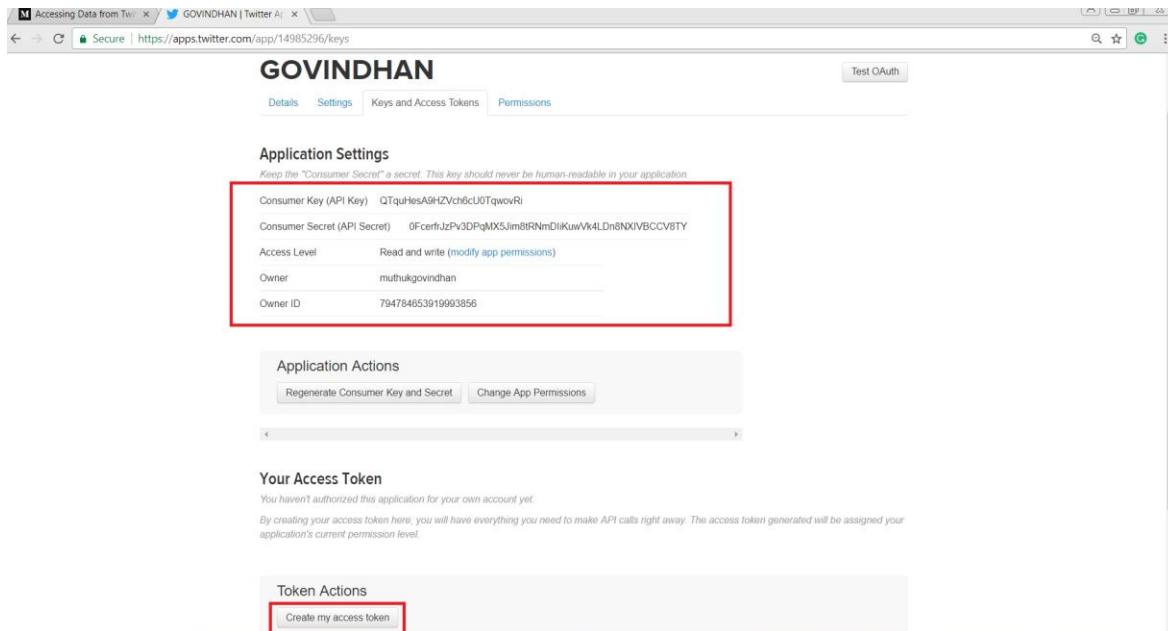 Accessing Data from Twi
GOVINDHAN | Twitter Ap
Secure | https://apps.twitter.com/app/14985296/keys
GOVINDHAN
Test OAuth
Details Settings Keys and Access Tokens Permissions
Application Settings
Keep the "Consumer Secret" a secret. This key should never be human-readable in your application.
Consumer Key (API Key) QTquHesA9HZVch6cU0TqwovRi
Consumer Secret (API Secret)
Access Level Read and write (modify app permissions)
Owner muthukgovindhan
Owner ID 794784653919993856
Application Actions
Regenerate Consumer Key and Secret Change App Permissions
Your Access Token
You haven't authorized this application for your own account yet.
By creating your access token here, you will have everything you need to make API calls right away. The access token generated will be assigned your
application's current permission level.
Token Actions
Create my access token